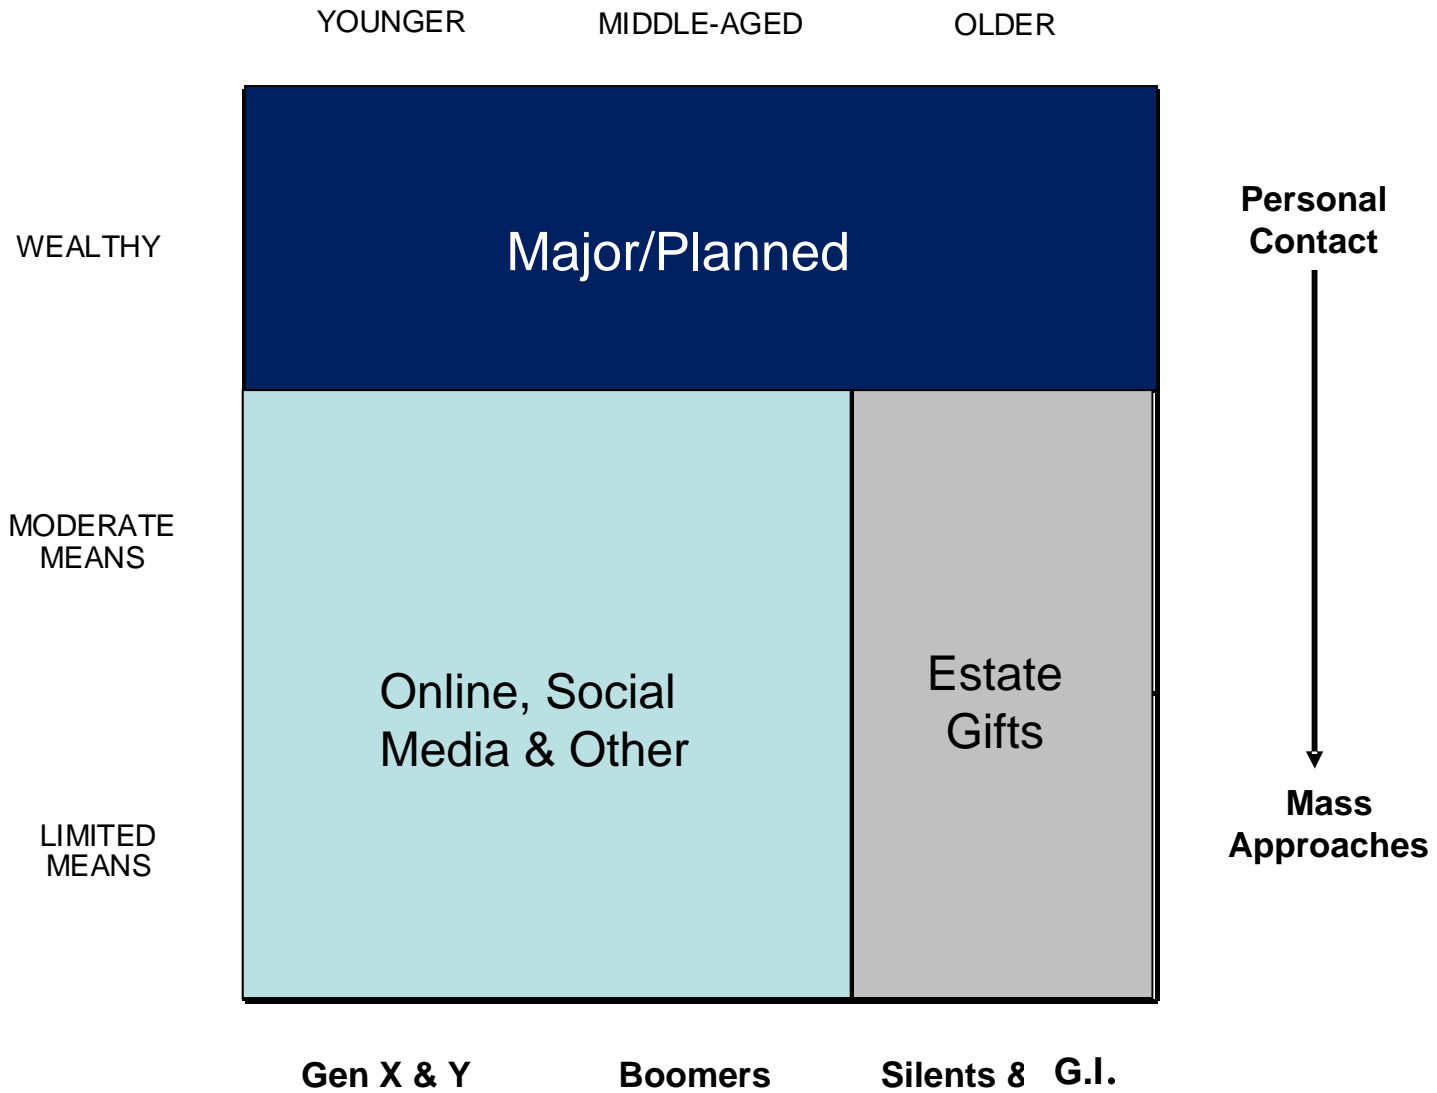 YOUNGER MIDDLE-AGED OLDER
WEALTHY
Major/Planned
Personal
Contact
MODERATE
MEANS
Online, Social
Media & Other
Estate
Gifts
LIMITED
MEANS
Mass
Approaches
Gen X & Y Boomers Silents & G.I.